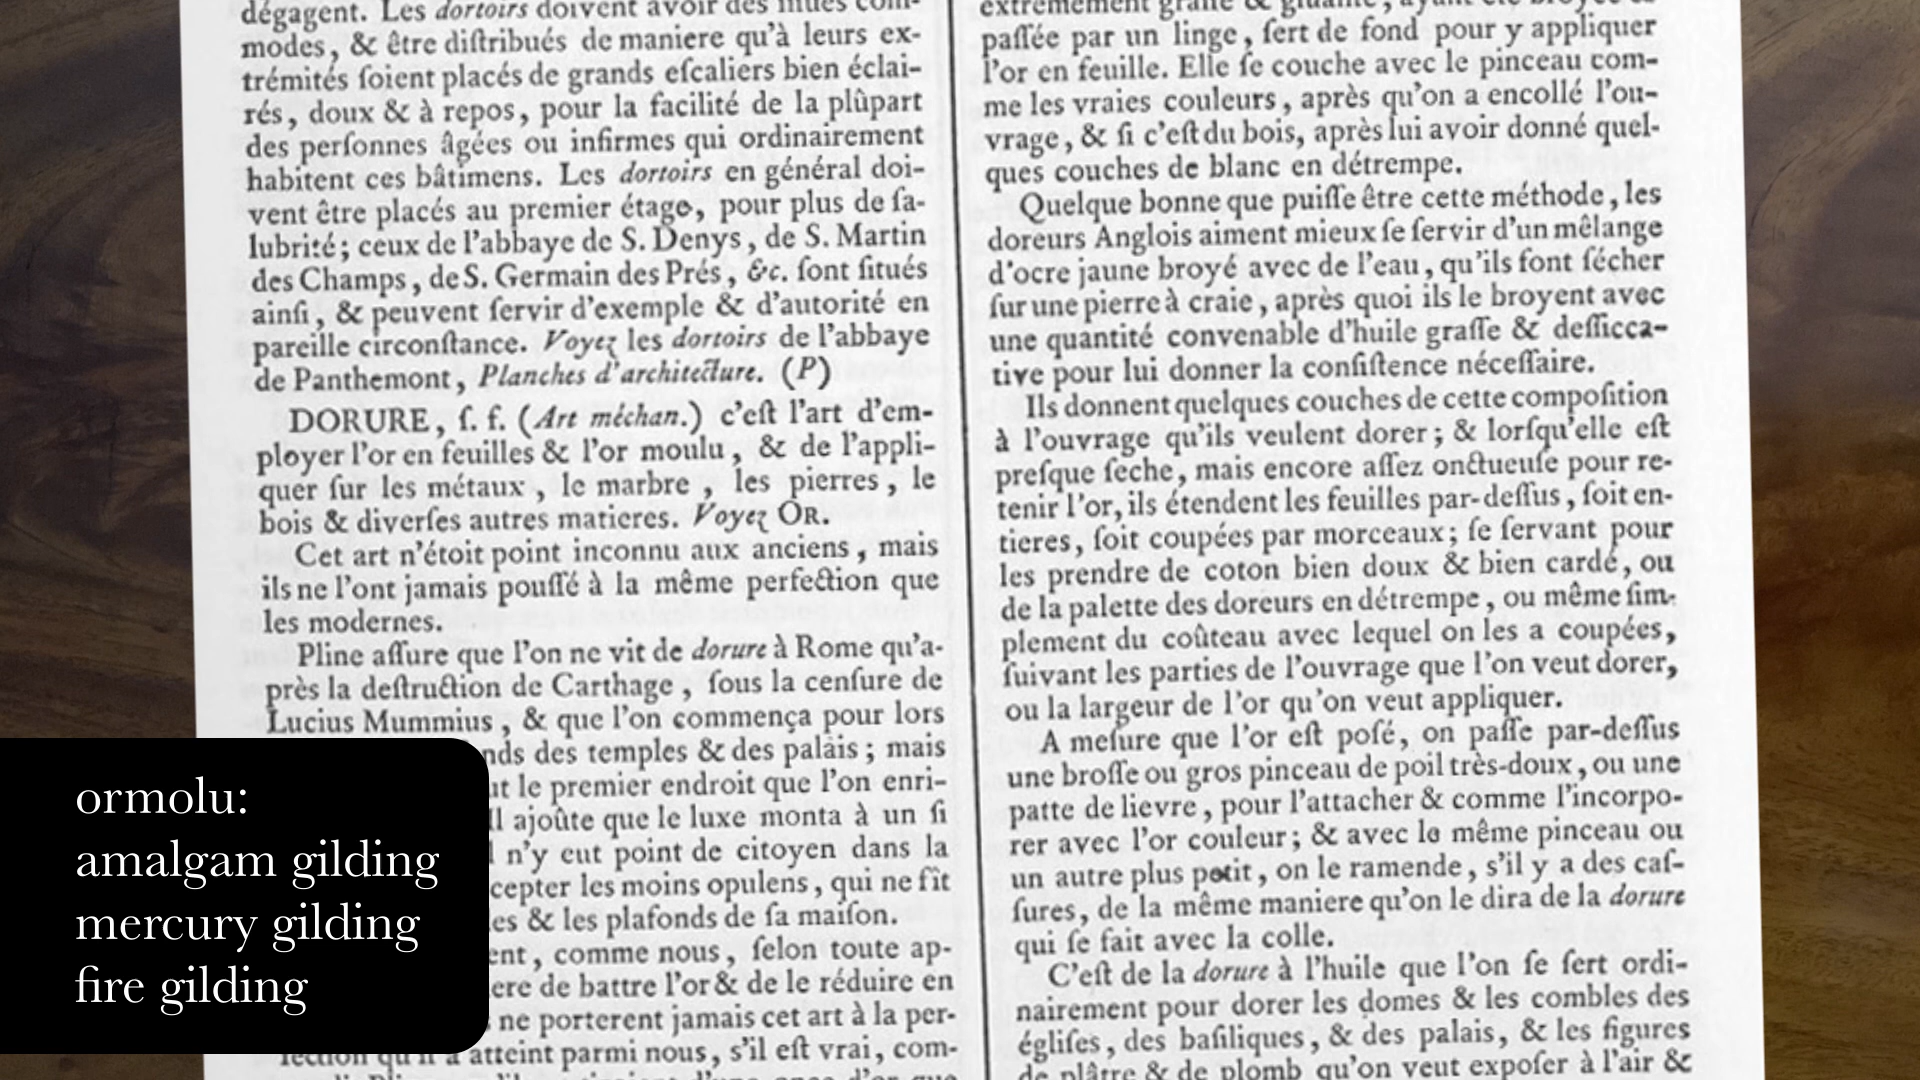 dégagent. Les dortoirs doivent avoir des
modes, & être diſtribués de maniere qu'à leurs ex-
trémités ſoient placés de grands eſcaliers bien éclai-
rés, doux & à repos, pour la facilité de la plûpart
des perſonnes âgées ou infirmes qui ordinairement
habitent ces bâtimens. Les dortoirs en général doi-
vent être placés au premier étage, pour plus de ſa-
lubrité; ceux de l'abbaye de S. Denys, de S. Martin
des Champs, de S. Germain des Prés, &c. ſont ſitués
ainſi, & peuvent ſervir d'exemple & d'autorité en
pareille circonſtance. Voyez les dortoirs de l'abbaye
de Panthemont, Planches d'architecture. (P)
DORURE, ſ. f. (Art méchan.) c'eſt l'art d'em-
ployer l'or en feuilles & l'or moulu, & de l'appli-
quer ſur les métaux, le marbre, les pierres, le
bois & diverſes autres matieres. Voyez OR.
Cet art n'étoit point inconnu aux anciens, mais
ils ne l'ont jamais pouſſé à la même perfection que
les modernes.
Pline aſſure que l'on ne vit de dorure à Rome qu'a-
près la deſtruction de Carthage, ſous la cenſure de
Lucius Mummius, & que l'on commença pour lors
nds des temples & des palais; mais
ut le premier endroit que l'on enri-
Il ajoûte que le luxe monta à un ſi
n'y eut point de citoyen dans la
cepter les moins opulens, qui ne fît
es & les plafonds de ſa maiſon.
ent, comme nous, ſelon toute ap-
ere de battre l'or & de le réduire en
ne porterent jamais cet art à la per-
fection qu'il a atteint parmi nous, s'il eſt vrai, com-
extrèmement graſſe & gluante, ayant été broyée &
paſſée par un linge, ſert de fond pour y appliquer
l'or en feuille. Elle ſe couche avec le pinceau com-
me les vraies couleurs, après qu'on a encollé l'ou-
vrage, & ſi c'eſt du bois, après lui avoir donné quel-
ques couches de blanc en détrempe.
Quelque bonne que puiſſe être cette méthode, les
doreurs Anglois aiment mieux ſe ſervir d'un mêlange
d'ocre jaune broyé avec de l'eau, qu'ils font ſécher
ſur une pierre à craie, après quoi ils le broyent avec
une quantité convenable d'huile graſſe & deſſicca-
tive pour lui donner la conſiſtence néceſſaire.
Ils donnent quelques couches de cette compoſition
à l'ouvrage qu'ils veulent dorer; & lorſqu'elle eſt
preſque ſeche, mais encore aſſez onctueuſe pour re-
tenir l'or, ils étendent les feuilles par-deſſus, ſoit en-
tieres, ſoit coupées par morceaux; ſe ſervant pour
les prendre de coton bien doux & bien cardé, ou
de la palette des doreurs en détrempe, ou même ſim-
plement du coûteau avec lequel on les a coupées,
ſuivant les parties de l'ouvrage que l'on veut dorer,
ou la largeur de l'or qu'on veut appliquer.
A meſure que l'or eſt poſé, on paſſe par-deſſus
une broſſe ou gros pinceau de poil très-doux, ou une
patte de lievre, pour l'attacher & comme l'incorpo-
rer avec l'or couleur; & avec le même pinceau ou
un autre plus petit, on le ramende, s'il y a des caſ-
ſures, de la même maniere qu'on le dira de la dorure
qui ſe fait avec la colle.
C'eſt de la dorure à l'huile que l'on ſe ſert ordi-
nairement pour dorer les domes & les combles des
égliſes, des baſiliques, & des palais, & les figures
de plâtre & de plomb qu'on veut expoſer à l'air &
ormolu:
amalgam gilding
mercury gilding
fire gilding